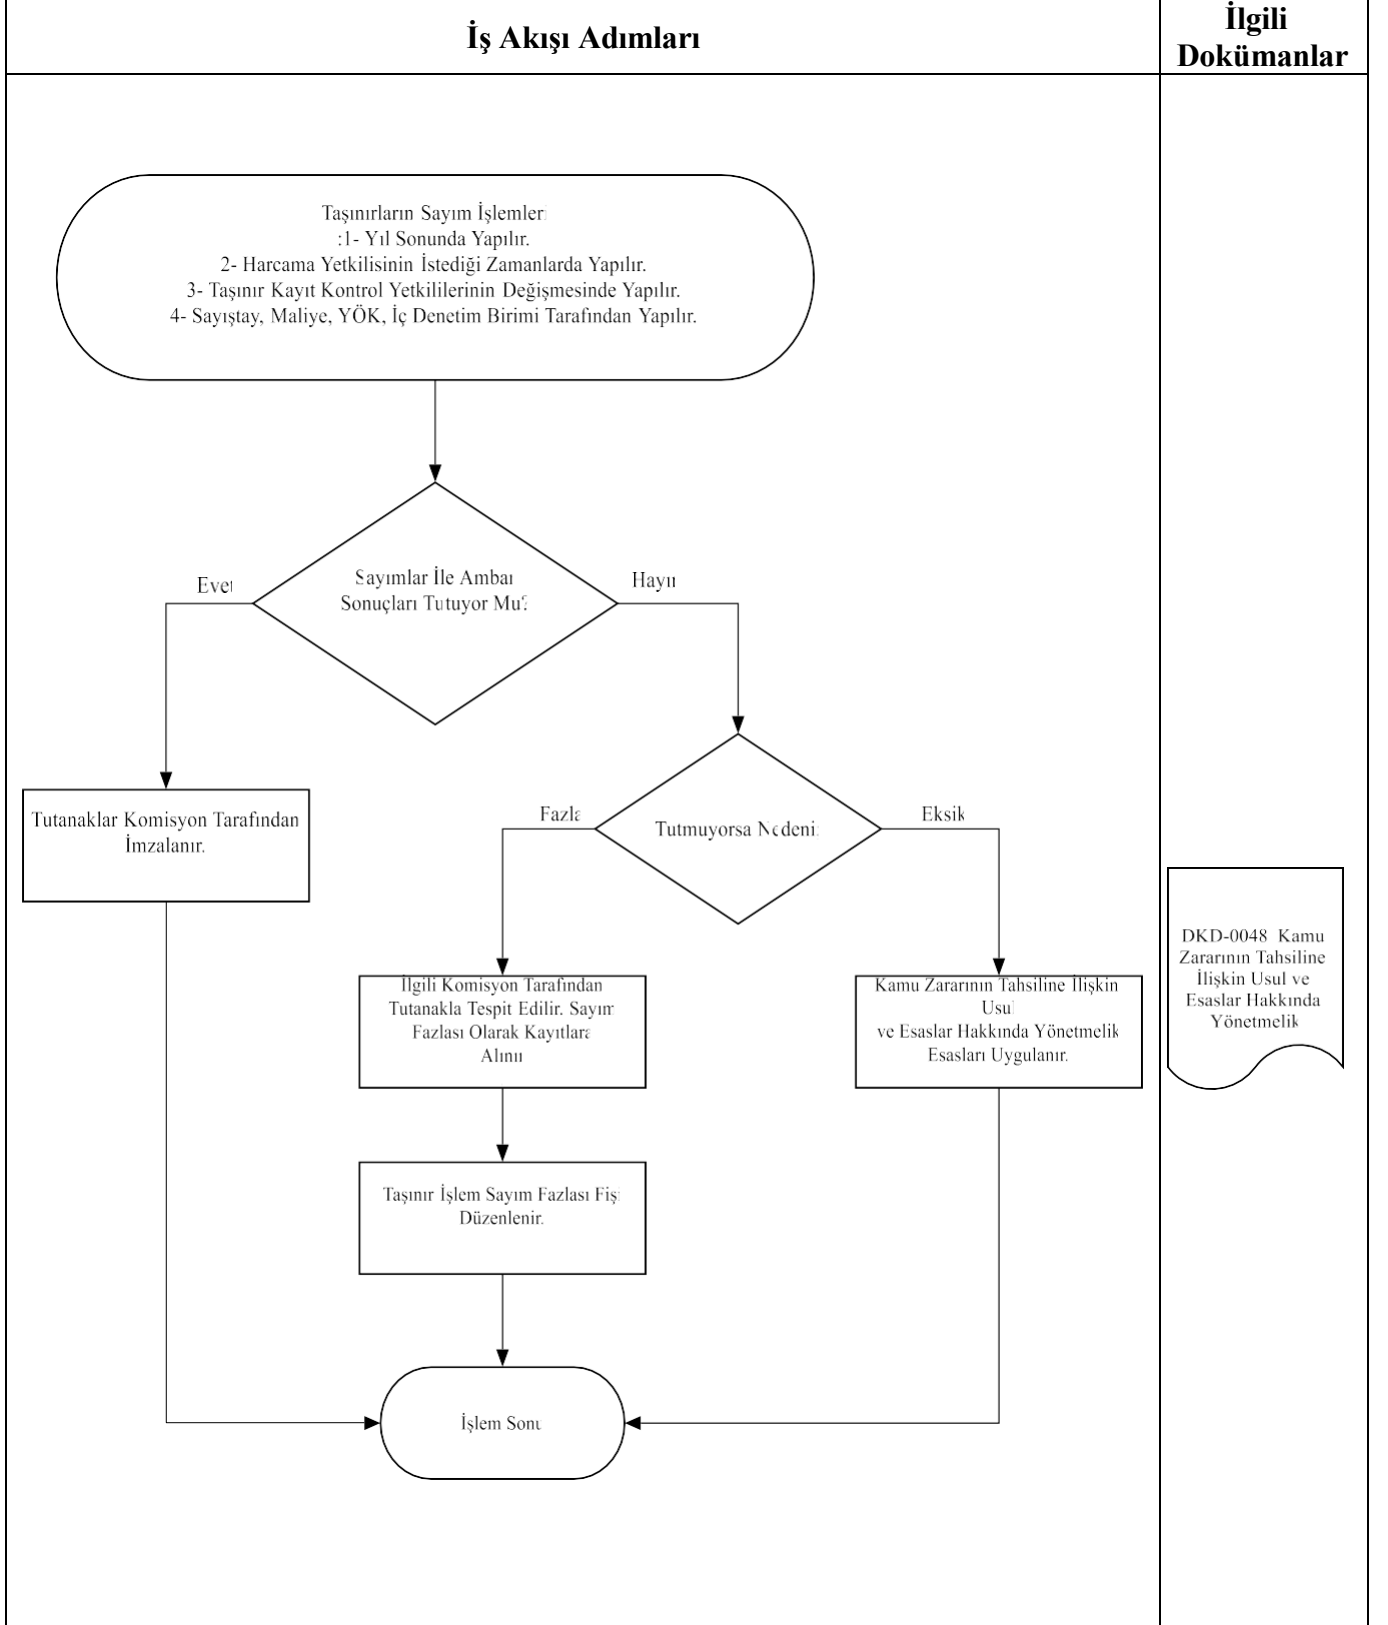 İş Akışı Adımları
İlgili
Dokümanlar
Taşınırların Sayım İşlemler
:1- Yıl Sonunda Yapılır.
2- Harcama Yetkilisinin İstediği Zamanlarda Yapılır.
3- Taşınır Kayıt Kontrol Yetkililerinin Değişmesinde Yapılır.
4- Sayıştay, Maliye, YÖK, İç Denetim Birimi Tarafından Yapılır.
Sayımlar İle Ambar
Sonuçları Tutuyor Mu?
Evet
Hayır
Tutanaklar Komisyon Tarafından
İmzalanır.
Fazla
Tutmuyorsa Nedeni:
Eksik
İlgili Komisyon Tarafından
Tutanakla Tespit Edilir. Sayım
Fazlası Olarak Kayıtlara
Alınır
Kamu Zararının Tahsiline İlişkin
Usul
ve Esaslar Hakkında Yönetmelik
Esasları Uygulanır.
DKD-0048 Kamu
Zararının Tahsiline
İlişkin Usul ve
Esaslar Hakkında
Yönetmelik
Taşınır İşlem Sayım Fazlası Fişi
Düzenlenir.
İşlem Sonu